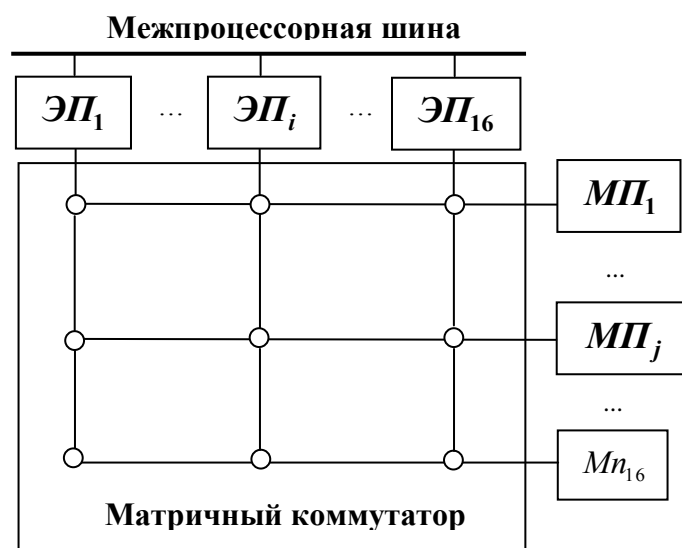 Межпроцессорная шина
ЭП₁ ... ЭПᵢ ... ЭП₁₆
МП₁
...
МПⱼ
...
Мп₁₆
Матричный коммутатор